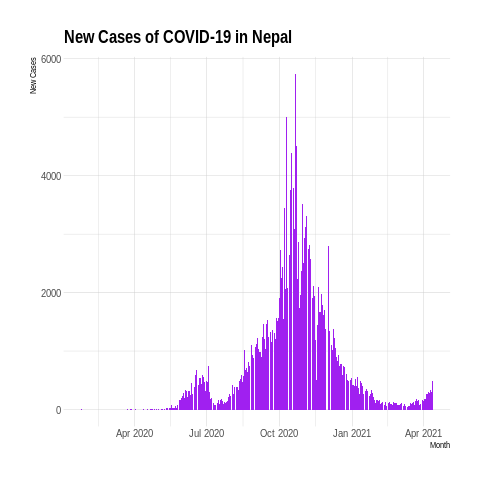 New Cases of COVID-19 in Nepal
New Cases
6000
4000
2000
0
Apr 2020 Jul 2020 Oct 2020 Jan 2021 Apr 2021
Month